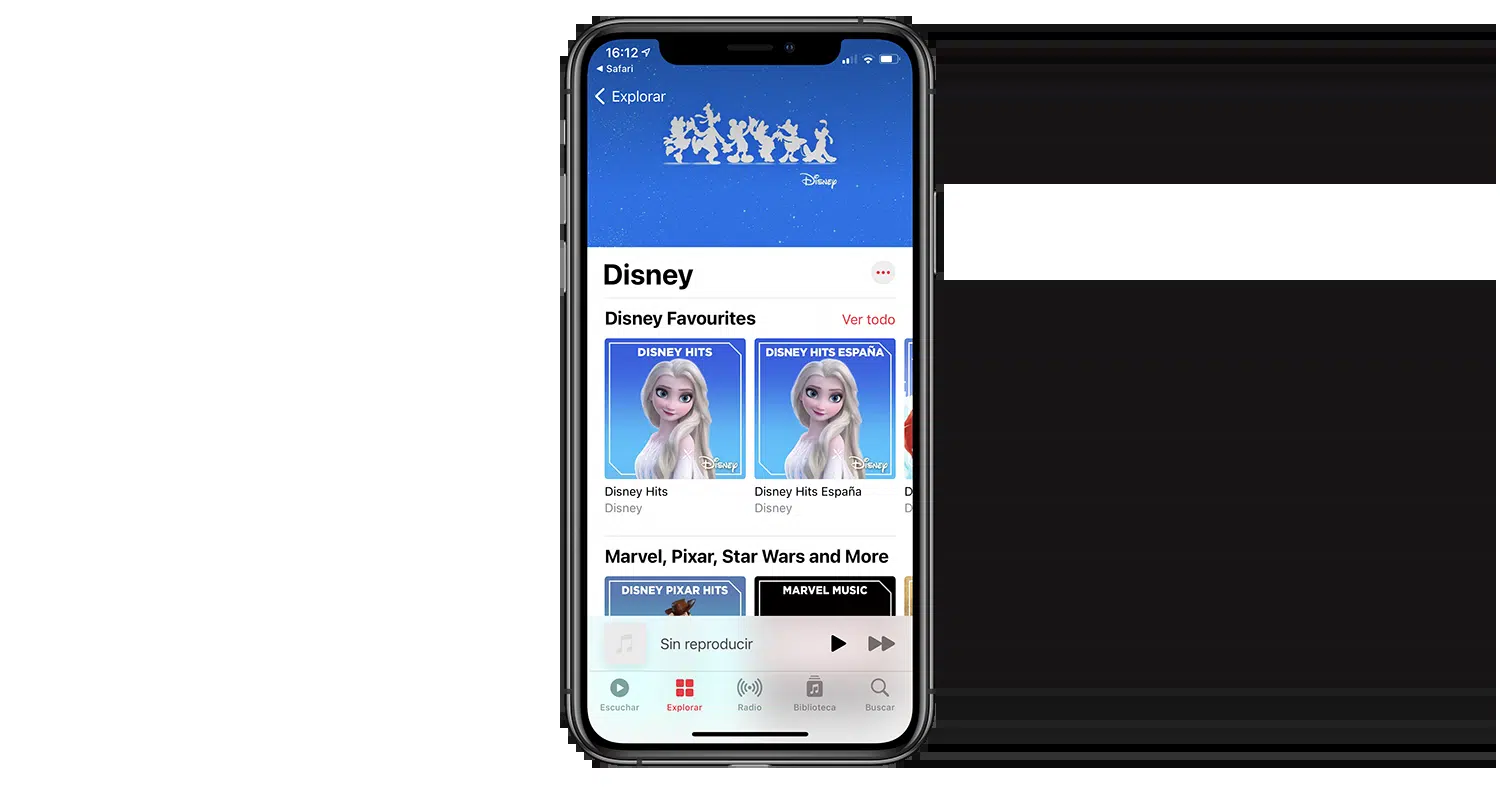 16:12
Safari
Explorar
Disney
Disney
Disney Favourites
Ver todo
DISNEY HITS
DISNEY HITS ESPAÑA
Disney
Disney
Disney Hits
Disney Hits España
D
Disney
Disney
D
Marvel, Pixar, Star Wars and More
DISNEY PIXAR HITS
MARVEL MUSIC
Sin reproducir
Escuchar
Explorar
Radio
Biblioteca
Buscar